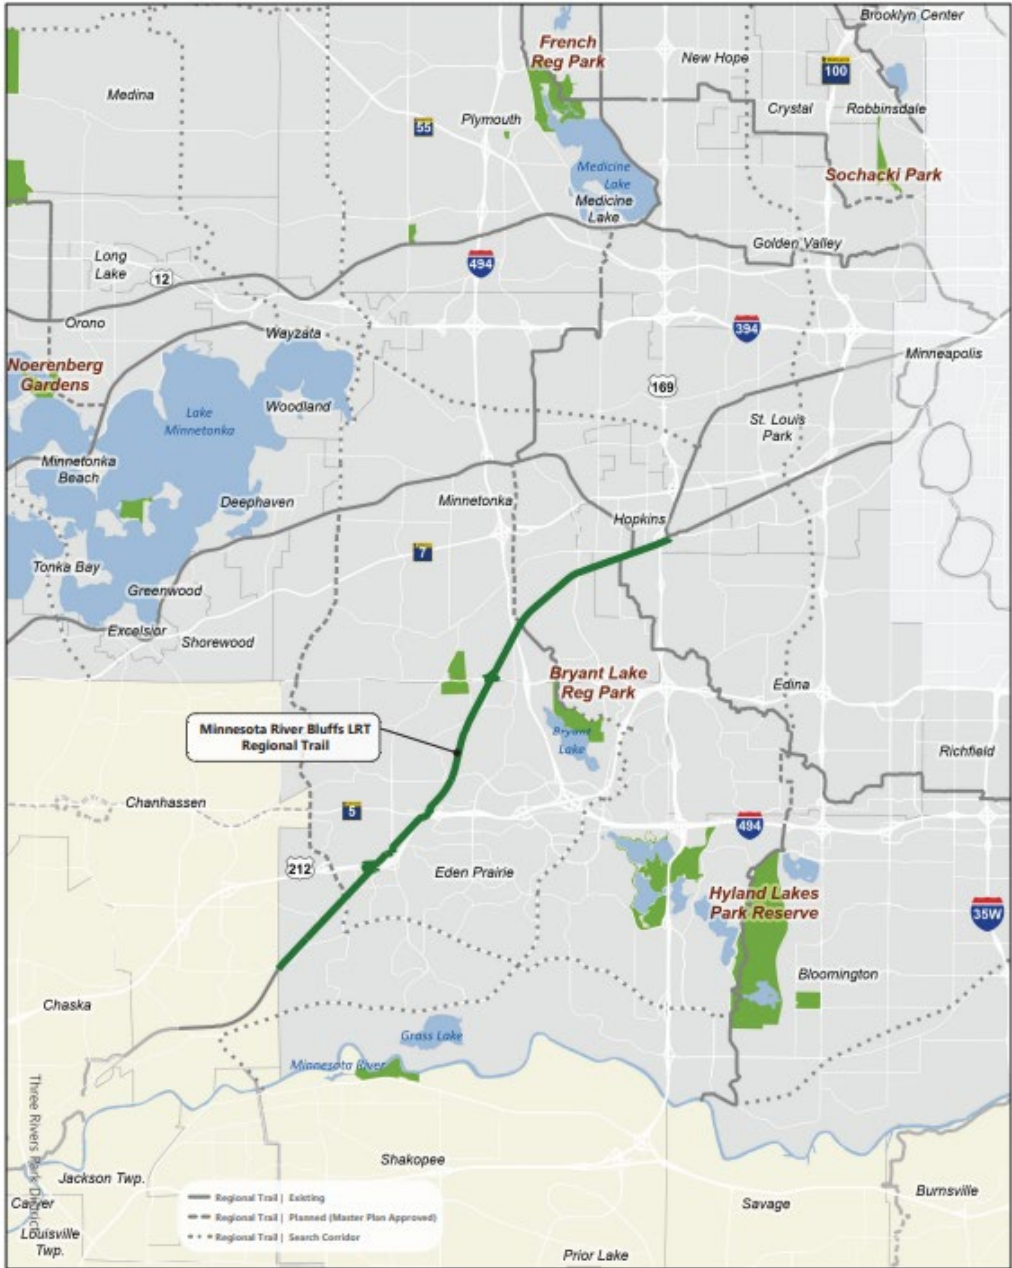 Brooklyn Center
French
Reg Park
New Hope
100
Medina
Crystal
Robbinsdale
55
Plymouth
Medicine
Lake
Sochacki Park
Medicine
Lake
Golden Valley
Long
Lake
12
494
Orono
Wayzata
394
Minneapolis
Noerenberg
Gardens
169
Woodland
Lake
Minnetonka
St. Louis
Park
Minnetonka
Beach
Deephaven
Minnetonka
Hopkins
7
Tonka Bay
Greenwood
Excelsior
Shorewood
Bryant Lake
Reg Park
Edina
Minnesota River Bluffs LRT
Regional Trail
Bryant
Lake
Richfield
Chanhassen
5
494
212
Eden Prairie
Hyland Lakes
Park Reserve
35W
Bloomington
Chaska
Grass Lake
Minnesota River
Three Rivers Park District
Shakopee
Jackson Twp.
Carver
Louisville
Twp.
Regional Trail | Existing
Regional Trail | Planned (Master Plan Approved)
Regional Trail | Search Corridor
Savage
Burnsville
Prior Lake